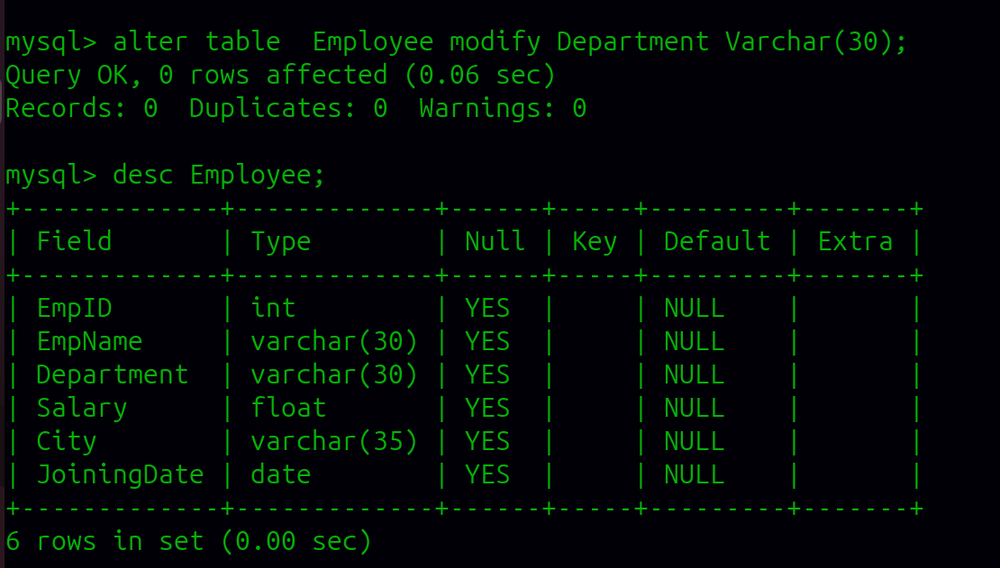 mysql> alter table  Employee modify Department Varchar(30);
Query OK, 0 rows affected (0.06 sec)
Records: 0  Duplicates: 0  Warnings: 0
mysql> desc Employee;
+-------------+-------------+------+-----+---------+-------+
| Field       | Type        | Null | Key | Default | Extra |
+-------------+-------------+------+-----+---------+-------+
| EmpID       | int         | YES  |     | NULL    |       |
| EmpName     | varchar(30) | YES  |     | NULL    |       |
| Department  | varchar(30) | YES  |     | NULL    |       |
| Salary      | float       | YES  |     | NULL    |       |
| City        | varchar(35) | YES  |     | NULL    |       |
| JoiningDate | date        | YES  |     | NULL    |       |
+-------------+-------------+------+-----+---------+-------+
6 rows in set (0.00 sec)